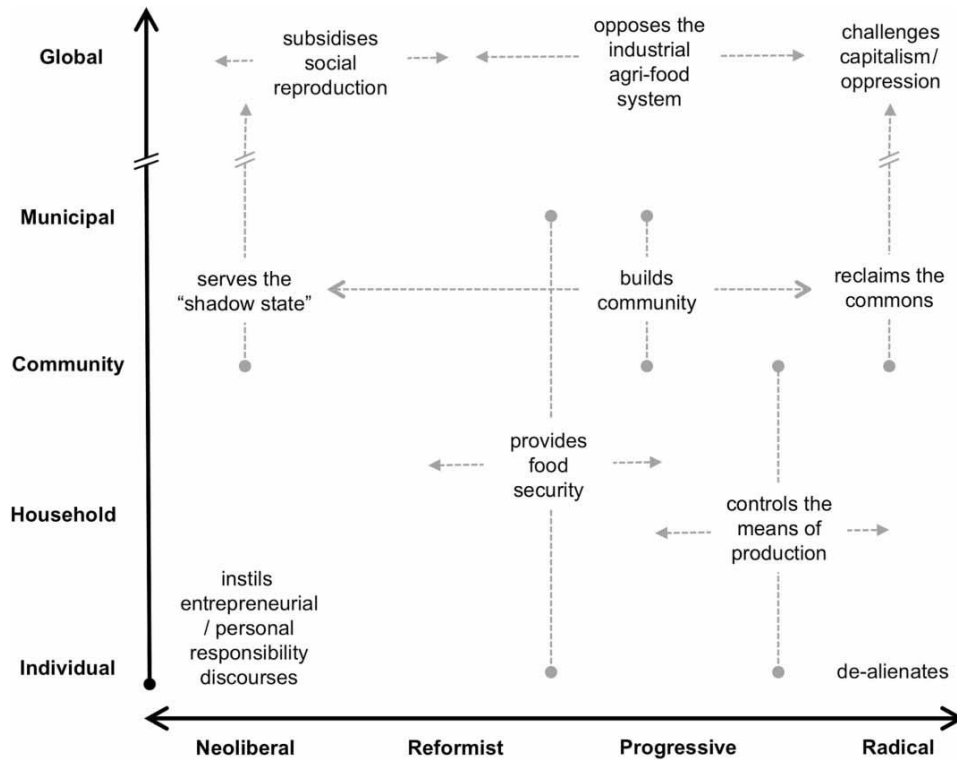 Global
subsidises
social
reproduction
opposes the
industrial
agri-food
system
challenges
capitalism/
oppression
Municipal
serves the
“shadow state”
builds
community
reclaims the
commons
Community
provides
food
security
Household
controls the
means of
production
instils
entrepreneurial
/ personal
responsibility
discourses
Individual
de-alienates
Neoliberal
Reformist
Progressive
Radical